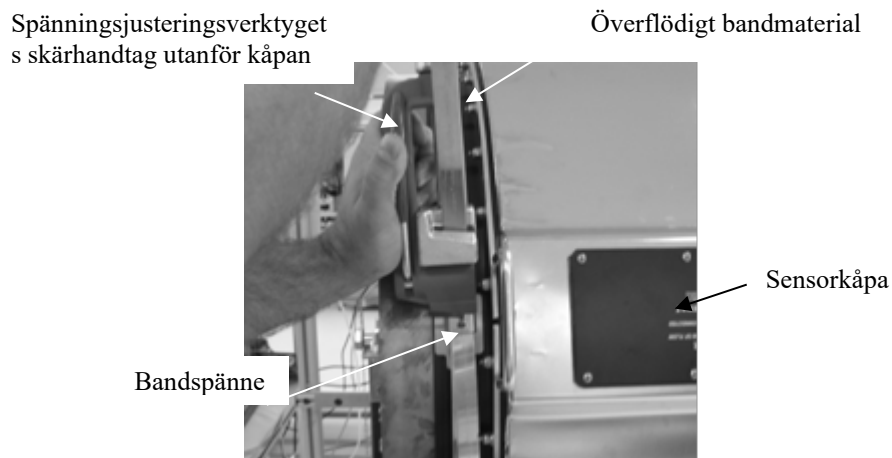 Spänningsjusteringsverktyget
s skärhandtag utanför kåpan
Överflödigt bandmaterial
Sensorkåpa
Bandspänne